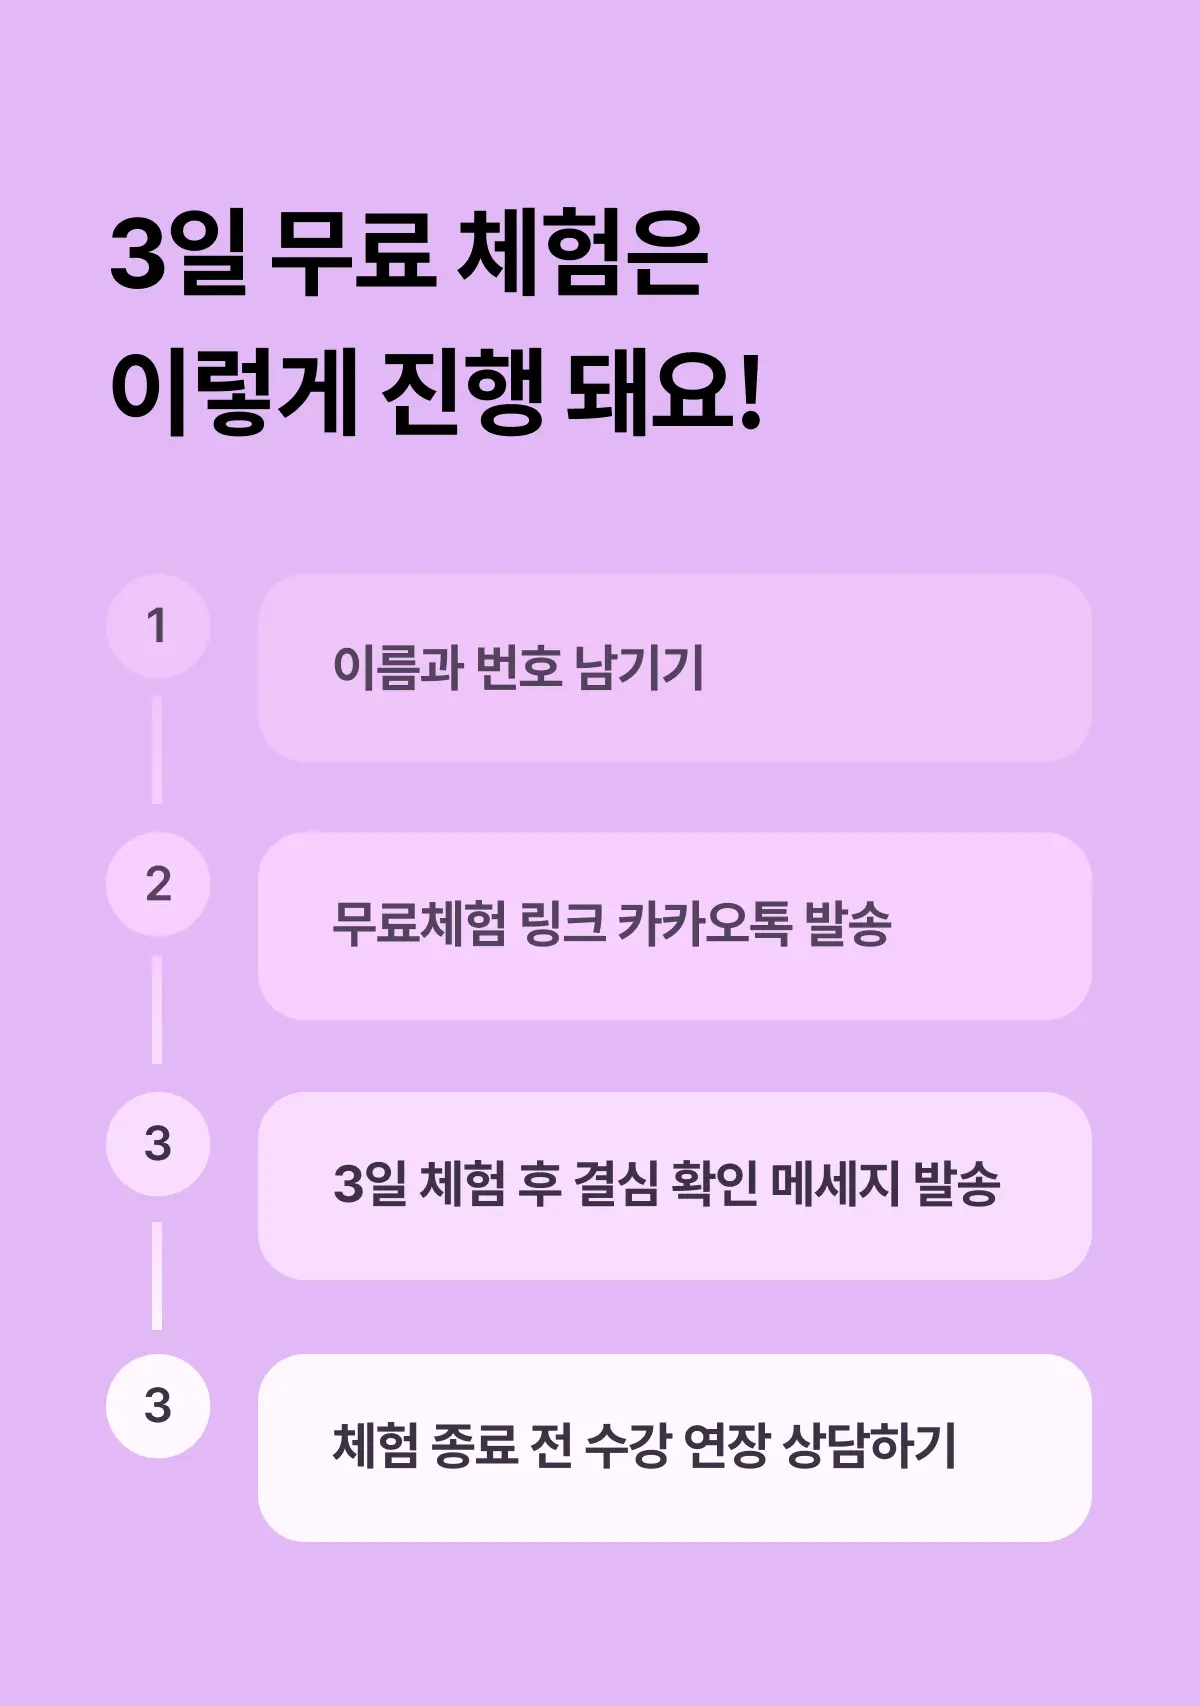 3일 무료 체험은
이렇게 진행 돼요!
1
이름과 번호 남기기
2
무료체험 링크 카카오톡 발송
3
3일 체험 후 결심 확인 메세지 발송
3
체험 종료 전 수강 연장 상담하기